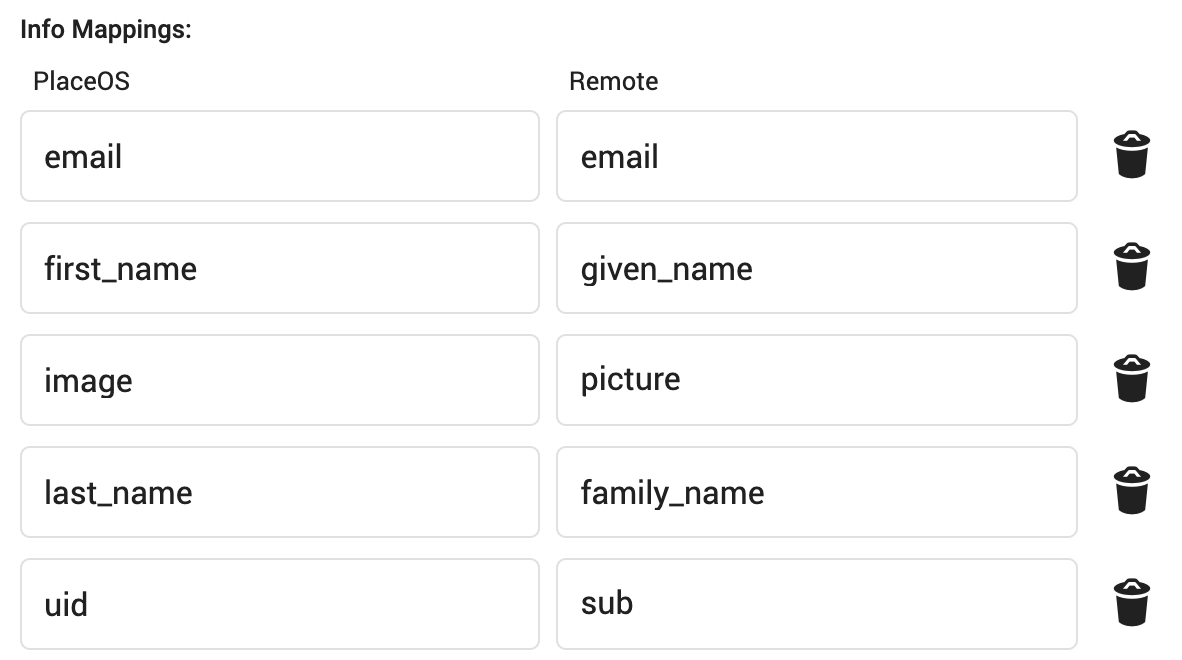 Info Mappings:
PlaceOS Remote
email email
first_name given_name
image picture
last_name family_name
uid sub